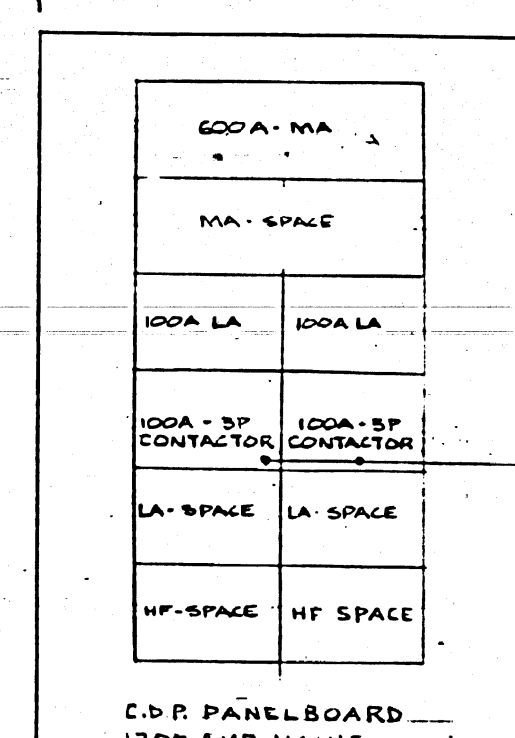 600A-MA
MA-SPACE
100A LA
100A LA
100A-3P
CONTACTOR
100A-3P
CONTACTOR
LA-SPACE
LA-SPACE
HF-SPACE
HF SPACE
C.D.P. PANELBOARD